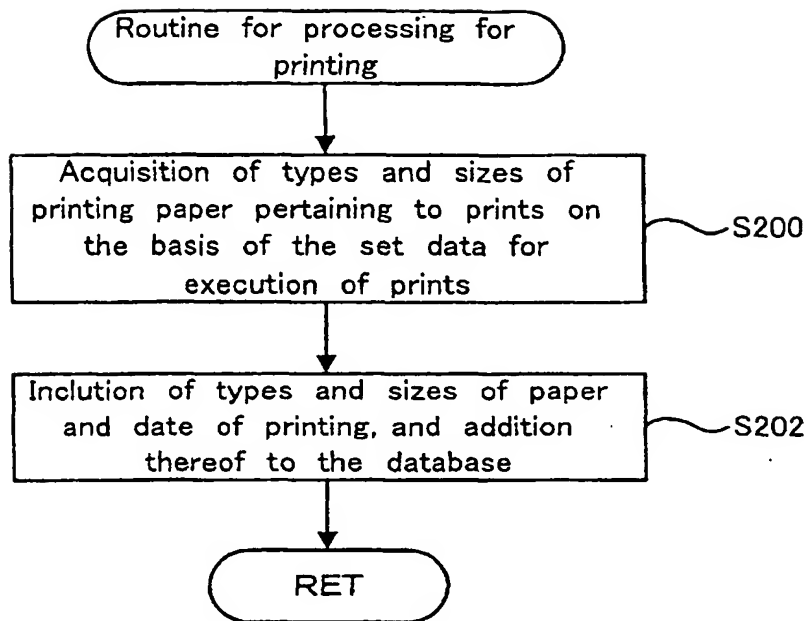 Routine for processing for
printing
Acquisition of types and sizes of
printing paper pertaining to prints on
the basis of the set data for
execution of prints
S200
Inclution of types and sizes of paper
and date of printing, and addition
thereof to the database
S202
RET